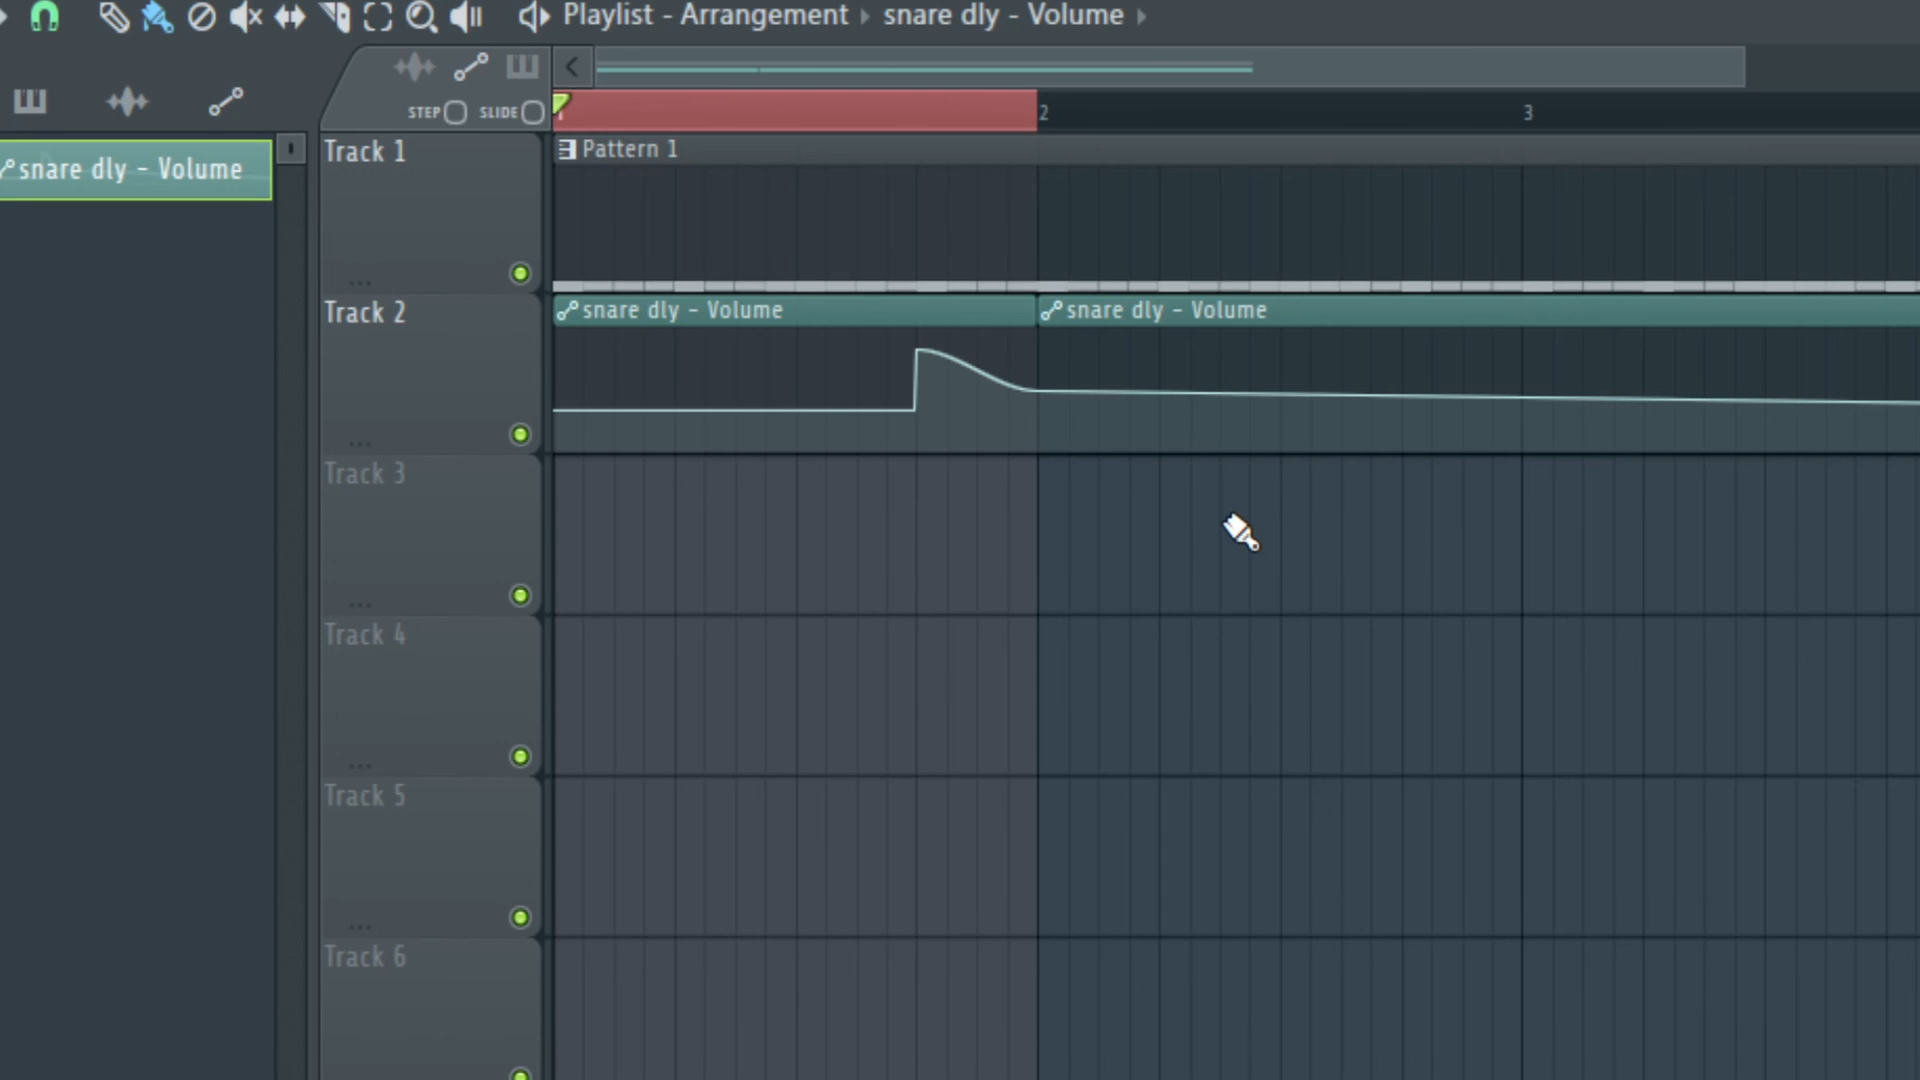 Playlist - Arrangement ▸ snare dly - Volume ▸
STEP SLIDE
2 3
snare dly - Volume
Track 1
Pattern 1
Track 2
snare dly - Volume
snare dly - Volume
Track 3
Track 4
Track 5
Track 6